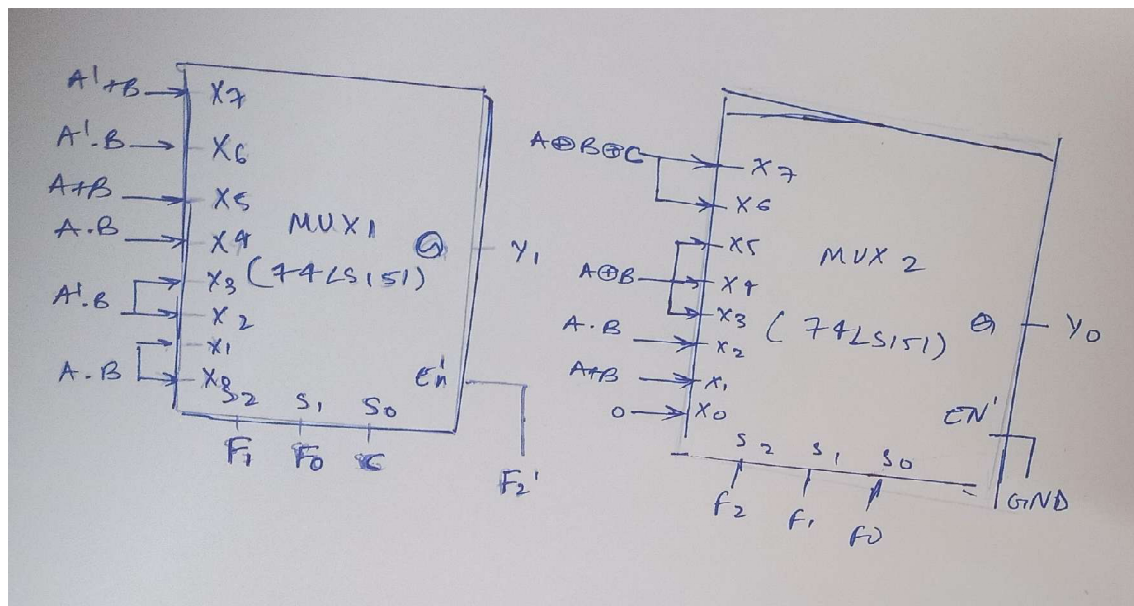 A'+B X7
A'.B X6
A+B X5
A.B X4
MUX1
Q Y1
X3 (74LS151)
A'.B
X2
X1
A.B
X0
En'
S2 S1 S0
F1 F0 C
F2'
A⊕B⊕C X7
X6
X5
MUX 2
A⊕B X4
X3 (74LS151)
Q Y0
A.B X2
A+B X1
0 X0
EN'
S2 S1 S0
GND
F2 F1 F0